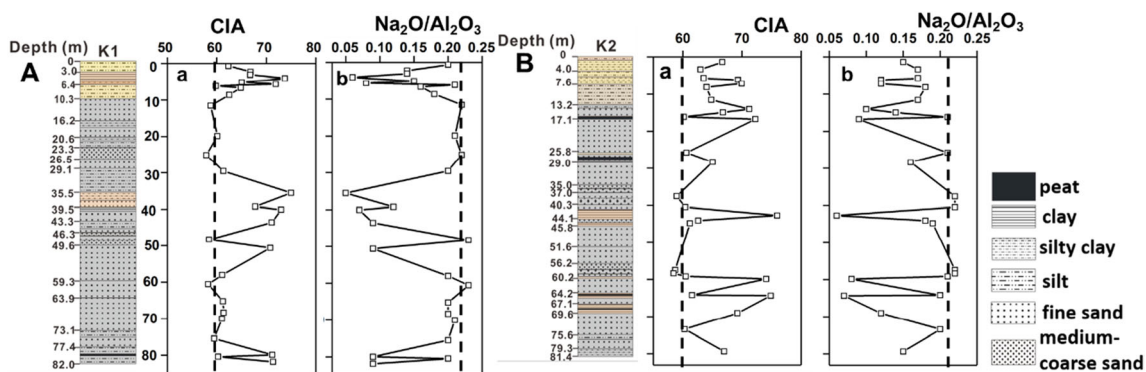 A
Depth (m)
K1
0
3.0
6.4
10.3
16.2
20.6
23.3
26.5
29.1
35.5
39.5
43.3
46.3
49.6
59.3
63.9
73.1
77.4
82.0
CIA
50 60 70 80
a
0
10
20
30
40
50
60
70
80
Na₂O/Al₂O₃
0.05 0.10 0.15 0.20 0.25
b
B
Depth (m)
K2
0
4.0
7.6
13.2
17.1
25.8
29.0
35.0
37.0
40.3
44.1
45.8
51.6
56.2
60.2
64.2
67.1
69.6
75.6
79.3
81.4
CIA
60 70 80
a
Na₂O/Al₂O₃
0.05 0.10 0.15 0.20 0.25
b
peat
clay
silty clay
silt
fine sand
medium-
coarse sand